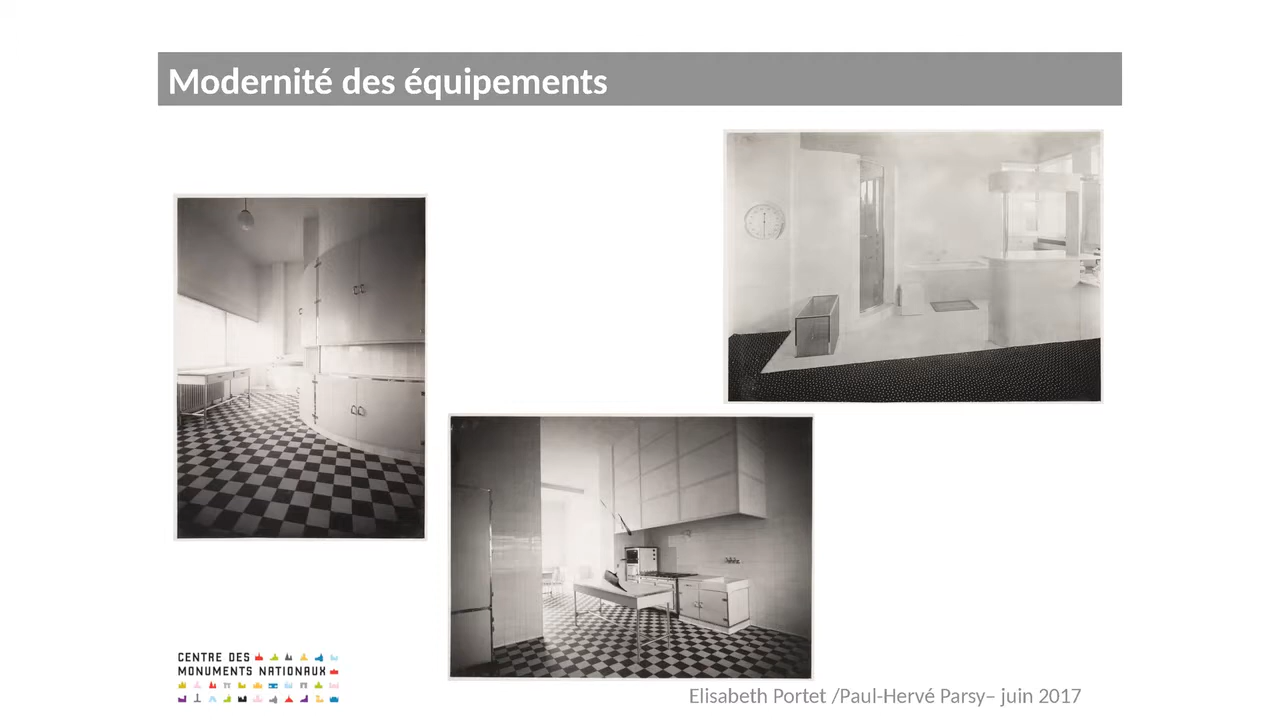 Modernité des équipements
CENTRE DES
MONUMENTS NATIONAUX
Elisabeth Portet /Paul-Hervé Parsy– juin 2017